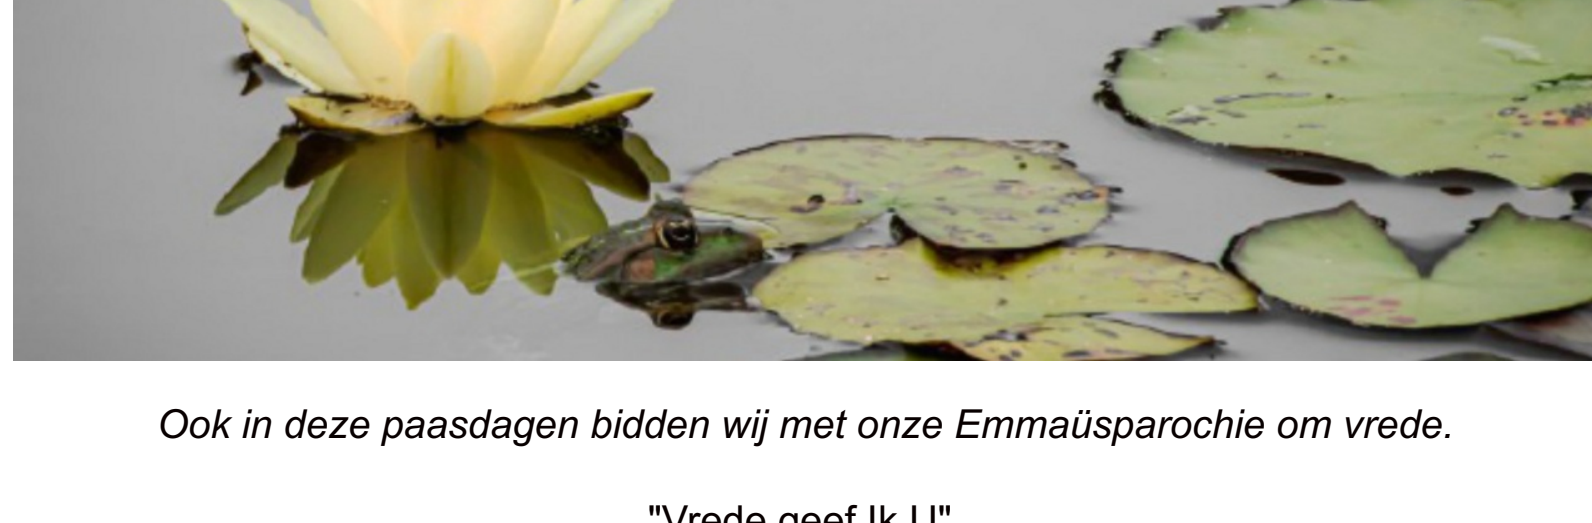 Ook in deze paasdagen bidden wij met onze Emmaüsparochie om vrede.
"Vrede geef Ik U"